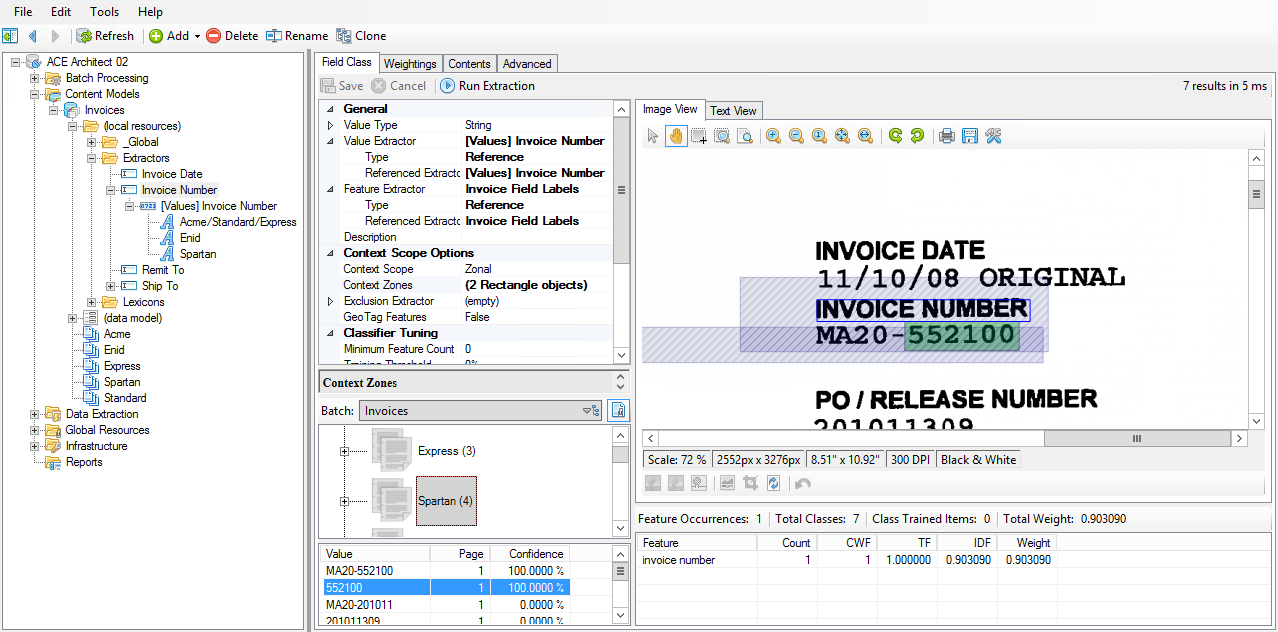 File Edit Tools Help
Refresh Add Delete Rename Clone
ACE Architect 02
Batch Processing
Content Models
Invoices
(local resources)
_Global
Extractors
Invoice Date
Invoice Number
[Values] Invoice Number
Acme/Standard/Express
Enid
Spartan
Remit To
Ship To
Lexicons
(data model)
Acme
Enid
Express
Spartan
Standard
Data Extraction
Global Resources
Infrastructure
Reports
Field Class Weightings Contents Advanced
Save Cancel Run Extraction
7 results in 5 ms
General
Value Type String
Value Extractor [Values] Invoice Number
Type Reference
Referenced Extractc [Values] Invoice Number
Feature Extractor Invoice Field Labels
Type Reference
Referenced Extractc Invoice Field Labels
Description
Context Scope Options
Context Scope Zonal
Context Zones (2 Rectangle objects)
Exclusion Extractor (empty)
GeoTag Features False
Classifier Tuning
Minimum Feature Count 0
Training Threshold 0%
Context Zones
Batch: Invoices
Express (3)
Spartan (4)
Value Page Confidence
MA20-552100 1 100.0000 %
552100 1 100.0000 %
MA20-201011 1 0.0000 %
201011309 1 0.0000 %
Image View Text View
INVOICE DATE
11/10/08 ORIGINAL
INVOICE NUMBER
MA20-552100
PO / RELEASE NUMBER
201011309
Scale: 72 % 2552px x 3276px 8.51" x 10.92" 300 DPI Black & White
Feature Occurrences: 1 Total Classes: 7 Class Trained Items: 0 Total Weight: 0.903090
Feature Count CWF TF IDF Weight
invoice number 1 1 1.000000 0.903090 0.903090